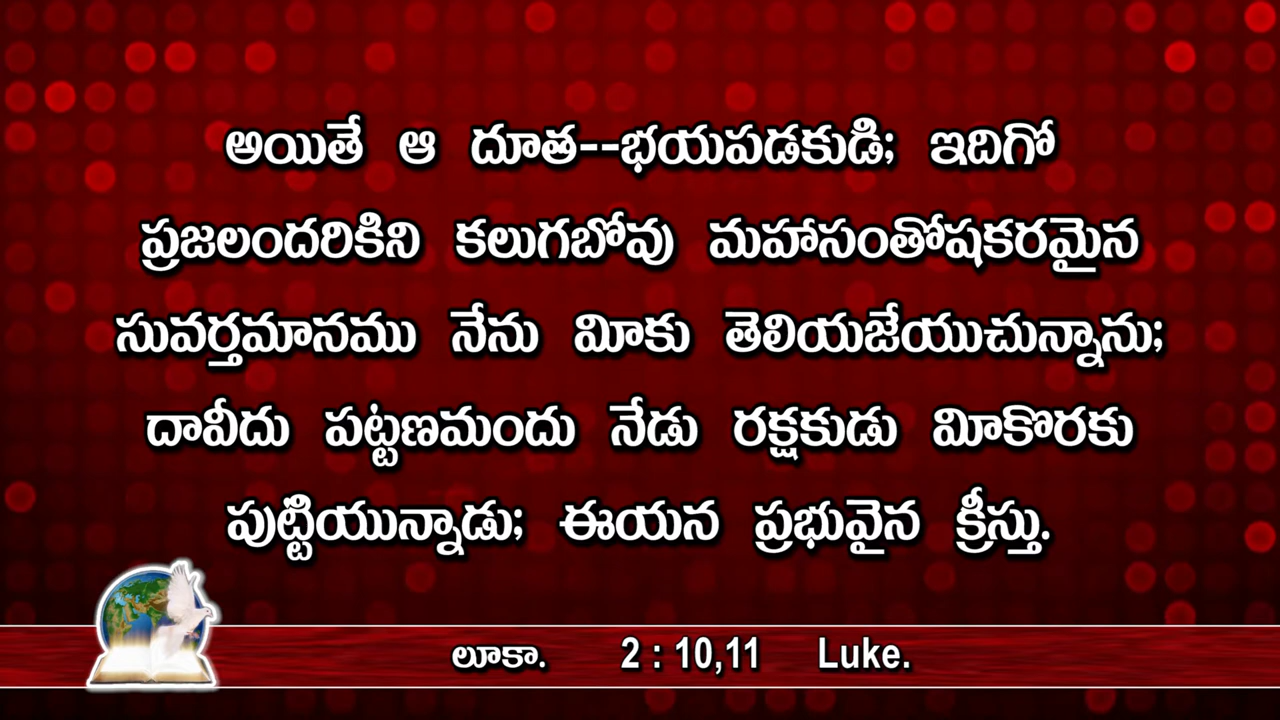 అయితే ఆ దూత--భయపడకుడి; ఇదిగో
ప్రజలందరికిని కలుగబోవు మహాసంతోషకరమైన
సువర్తమానము నేను మీకు తెలియజేయుచున్నాను;
దావీదు పట్టణమందు నేడు రక్షకుడు మీకొరకు
పుట్టియున్నాడు; ఈయన ప్రభువైన క్రీస్తు.
లూకా. 2 : 10,11 Luke.